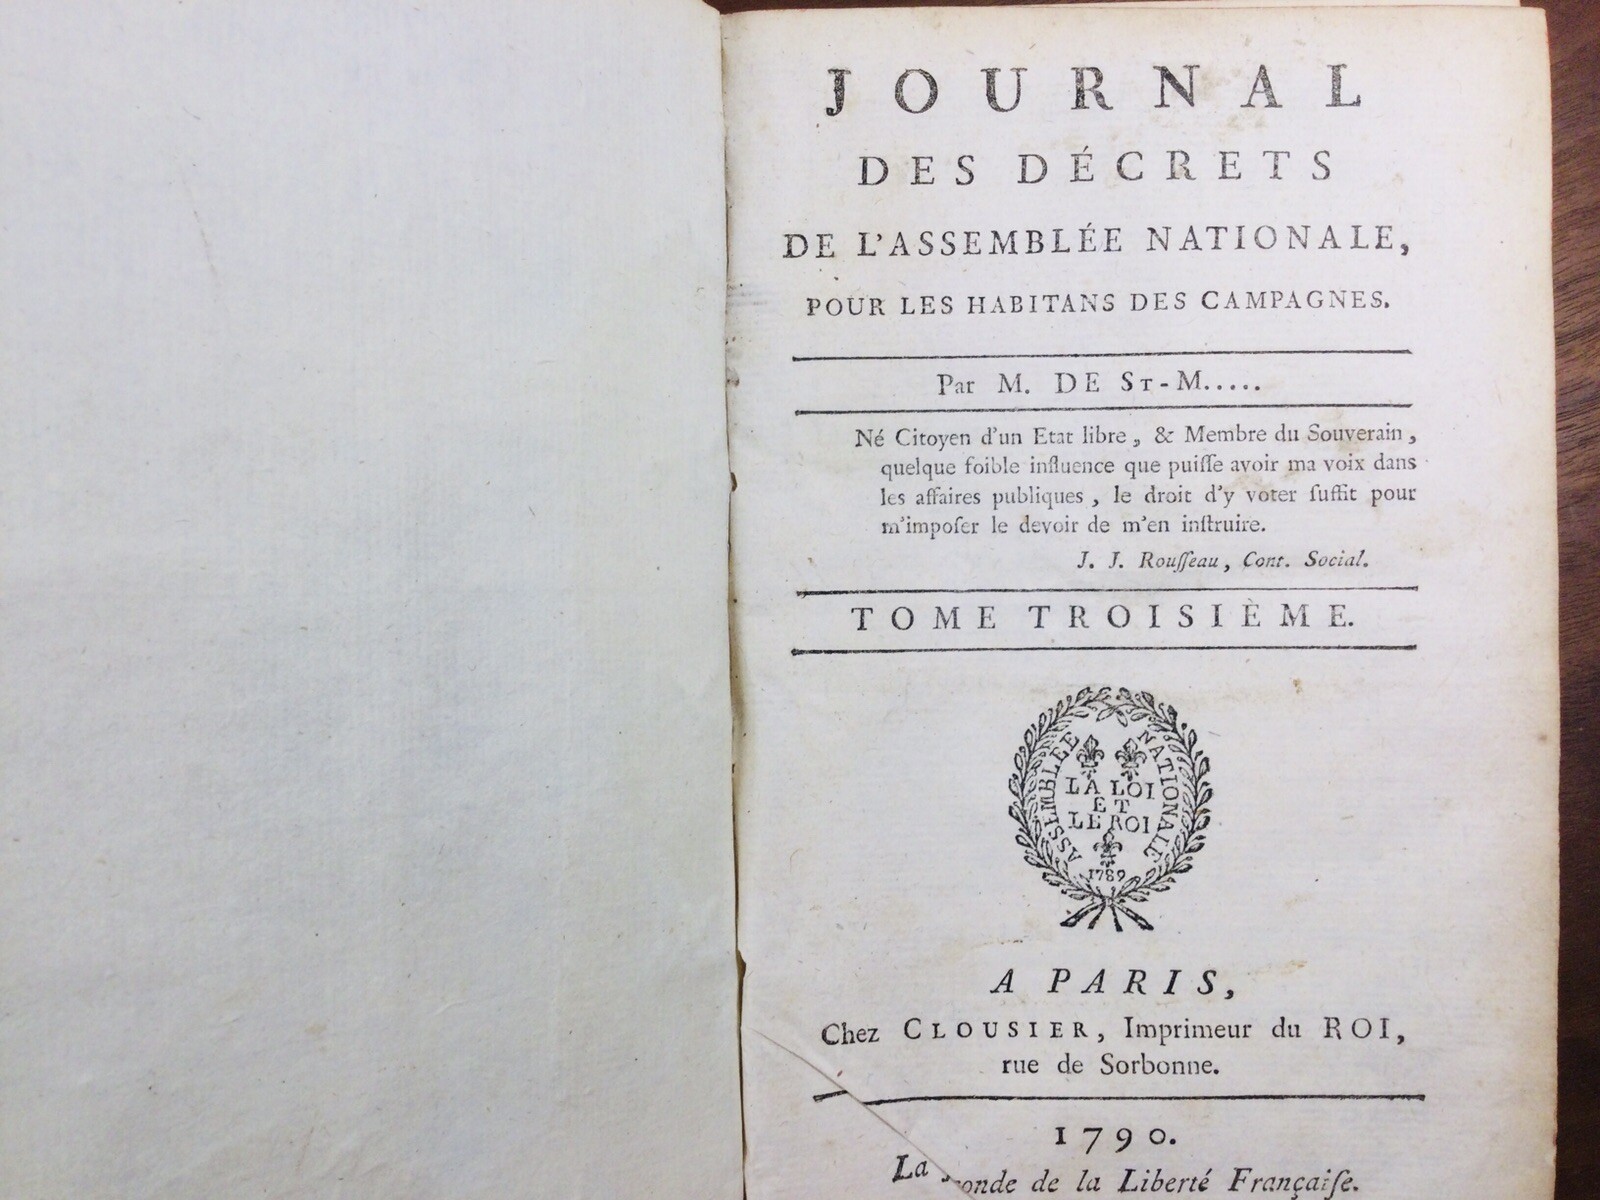 JOURNAL
DES DÉCRETS
DE L'ASSEMBLÉE NATIONALE,
POUR LES HABITANS DES CAMPAGNES.
Par M. DE ST-M.....
Né Citoyen d'un Etat libre, & Membre du Souverain,
quelque foible influence que puiſſe avoir ma voix dans
les affaires publiques, le droit d'y voter ſuffit pour
m'impoſer le devoir de m'en inſtruire.
J. J. Rouſſeau, Cont. Social.
TOME TROISIÈME.
ASSEMBLÉE NATIONALE
LA LOI
ET
LE ROI
1789
A PARIS,
Chez CLOUSIER, Imprimeur du ROI,
rue de Sorbonne.
1790.
La de la Liberté Françaiſe.